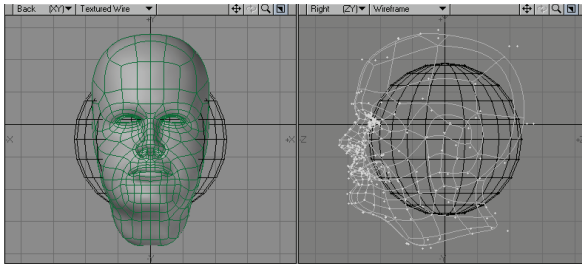 Back (XY) Textured Wire
Right (ZY) Wireframe
+Y +Y
-X +X -Z
-Y -Y